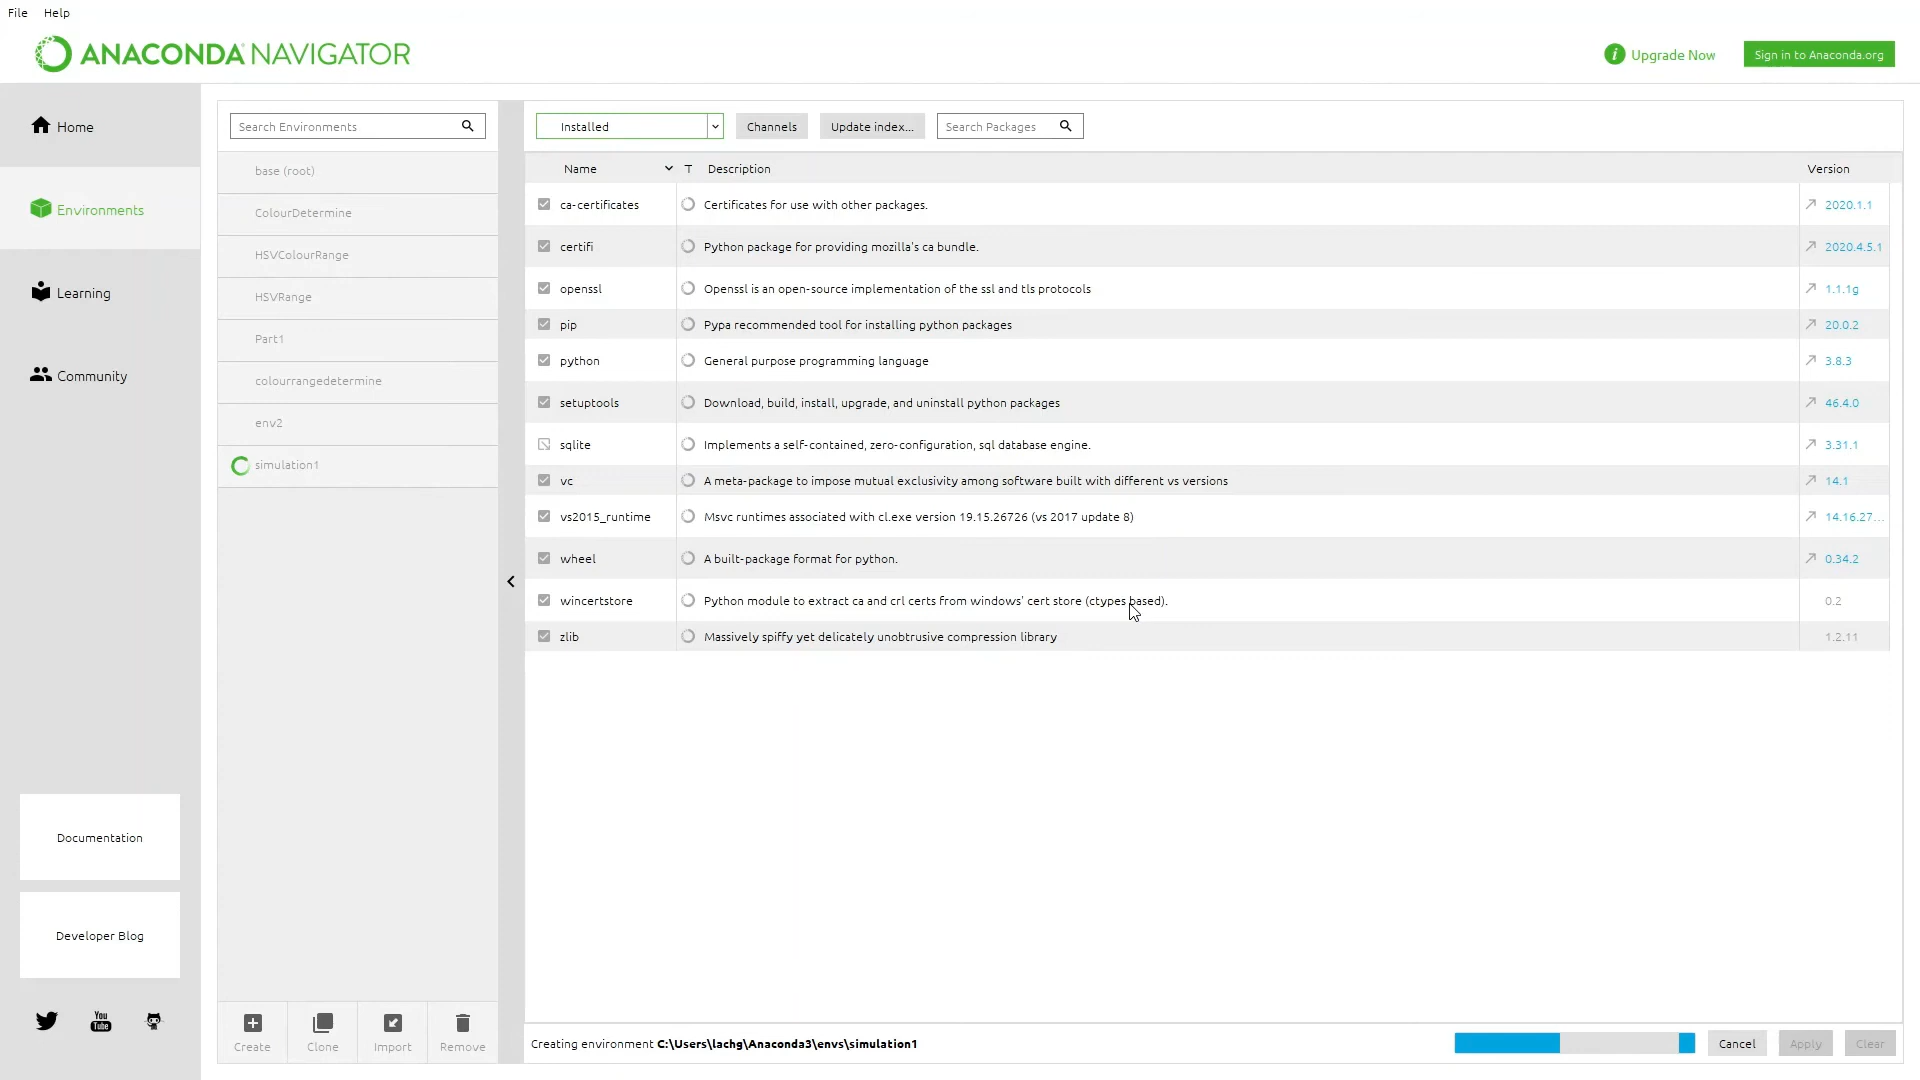 File Help
ANACONDA NAVIGATOR
Upgrade Now
Sign in to Anaconda.org
Home
Environments
Learning
Community
Documentation
Developer Blog
You
Tube
Search Environments
base (root)
ColourDetermine
HSVColourRange
HSVRange
Part1
colourrangedetermine
env2
simulation1
Create Clone Import Remove
Installed Channels Update index... Search Packages
Name T Description Version
ca-certificates Certificates for use with other packages. 2020.1.1
certifi Python package for providing mozilla's ca bundle. 2020.4.5.1
openssl Openssl is an open-source implementation of the ssl and tls protocols 1.1.1g
pip Pypa recommended tool for installing python packages 20.0.2
python General purpose programming language 3.8.3
setuptools Download, build, install, upgrade, and uninstall python packages 46.4.0
sqlite Implements a self-contained, zero-configuration, sql database engine. 3.31.1
vc A meta-package to impose mutual exclusivity among software built with different vs versions 14.1
vs2015_runtime Msvc runtimes associated with cl.exe version 19.15.26726 (vs 2017 update 8) 14.16.27...
wheel A built-package format for python. 0.34.2
wincertstore Python module to extract ca and crl certs from windows' cert store (ctypes based). 0.2
zlib Massively spiffy yet delicately unobtrusive compression library 1.2.11
Creating environment C:\Users\lachg\Anaconda3\envs\simulation1
Cancel Apply Clear